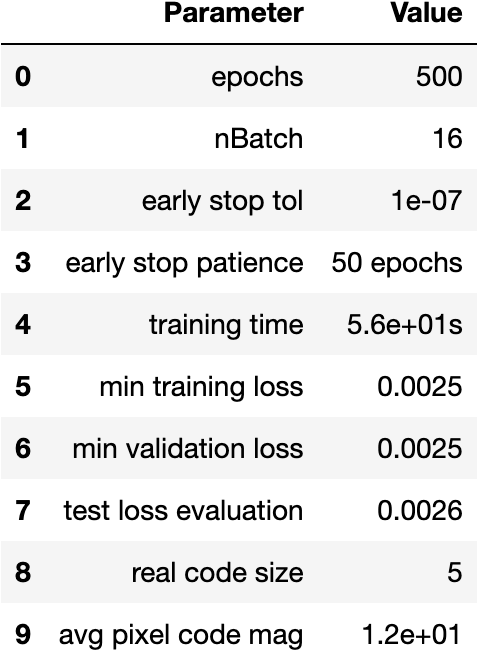 Parameter Value
0 epochs 500
1 nBatch 16
2 early stop tol 1e-07
3 early stop patience 50 epochs
4 training time 5.6e+01s
5 min training loss 0.0025
6 min validation loss 0.0025
7 test loss evaluation 0.0026
8 real code size 5
9 avg pixel code mag 1.2e+01